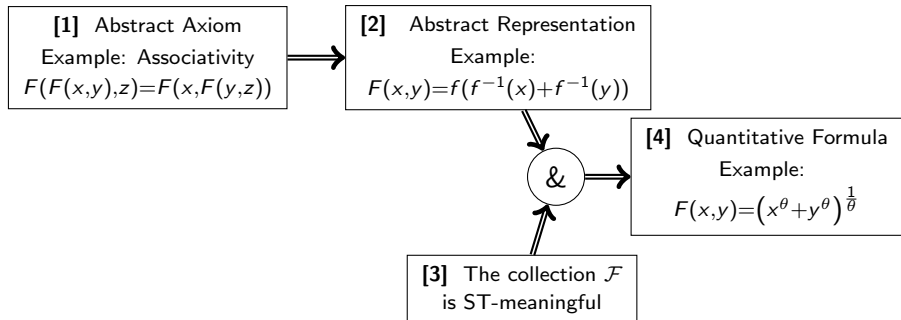 [1] Abstract Axiom
Example: Associativity
F(F(x,y),z)=F(x,F(y,z))
[2] Abstract Representation
Example:
F(x,y)=f(f⁻¹(x)+f⁻¹(y))
&
[4] Quantitative Formula
Example:
F(x,y)=(x^θ+y^θ)^{1/θ}
[3] The collection ℱ
is ST-meaningful